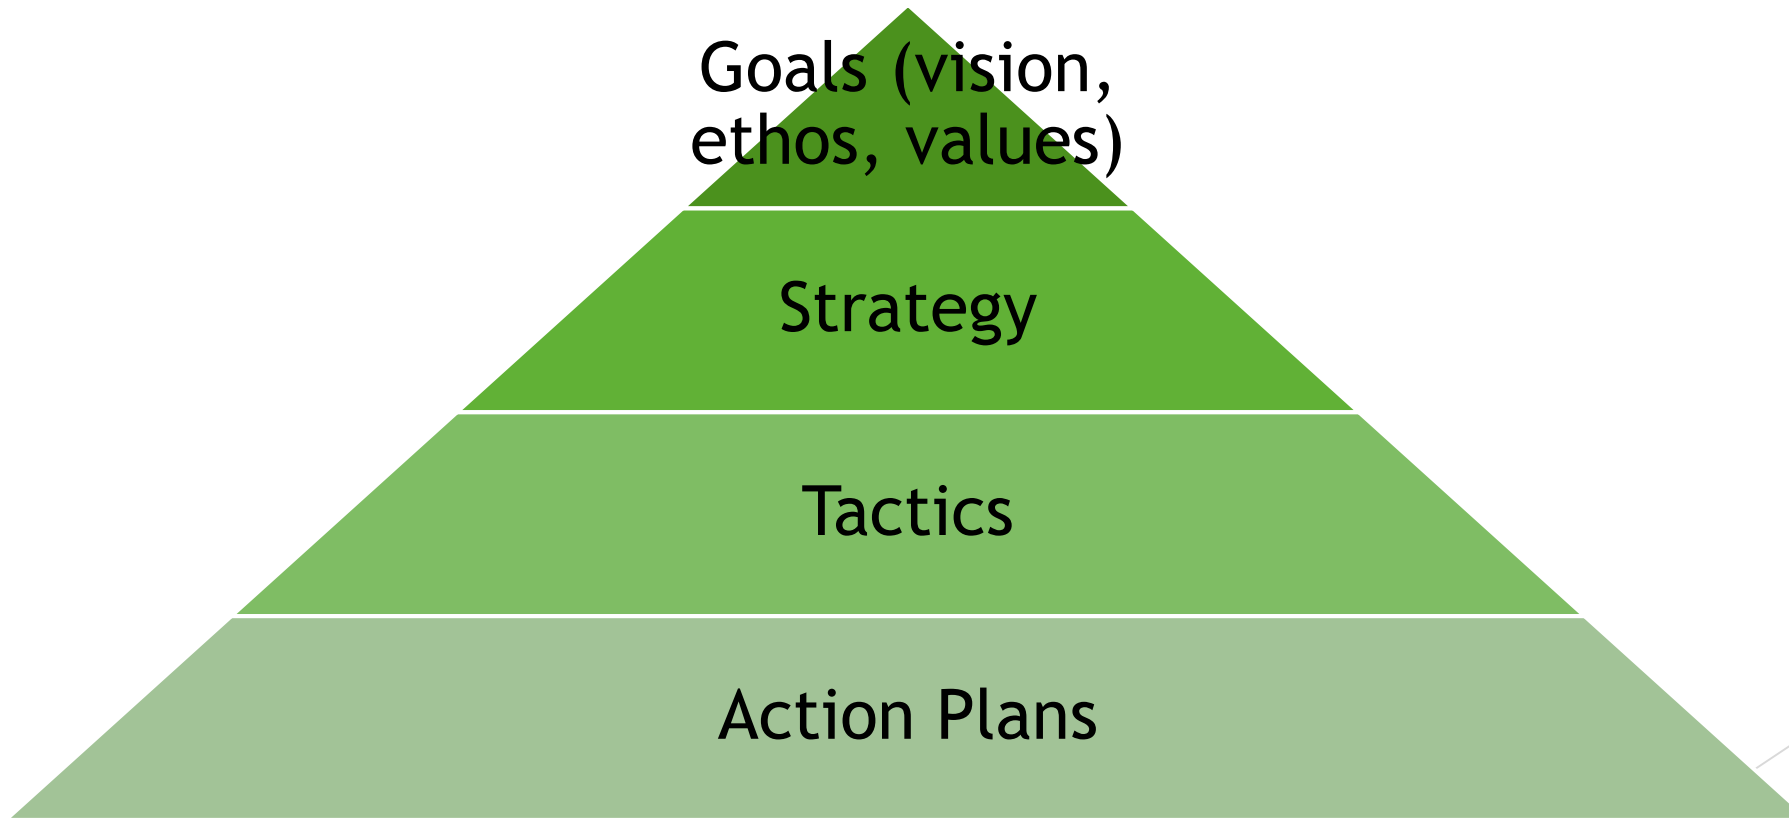 Goals (vision,
ethos, values)
Strategy
Tactics
Action Plans